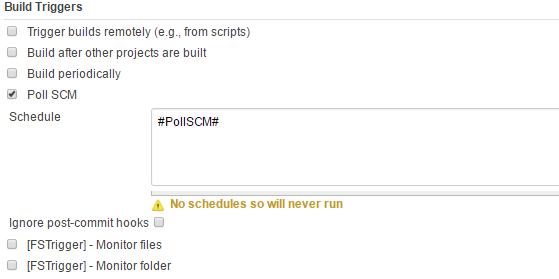 Build Triggers
Trigger builds remotely (e.g., from scripts)
Build after other projects are built
Build periodically
Poll SCM
Schedule
#PollSCM#
No schedules so will never run
Ignore post-commit hooks
[FSTrigger] - Monitor files
[FSTrigger] - Monitor folder